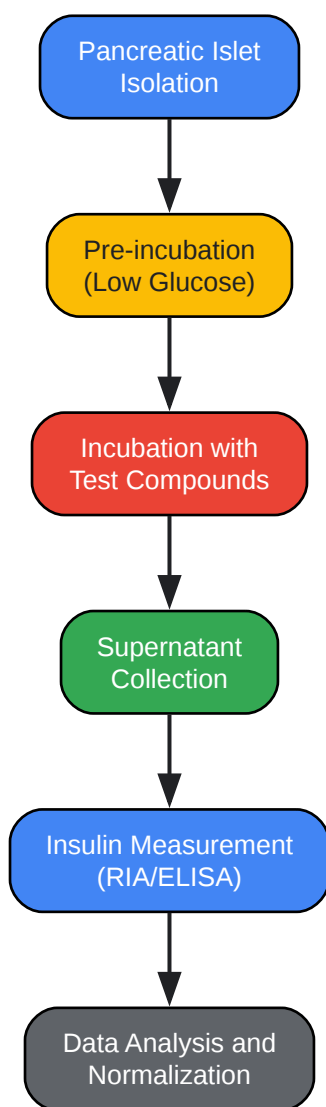 Pancreatic Islet
Isolation
Pre-incubation
(Low Glucose)
Incubation with
Test Compounds
Supernatant
Collection
Insulin Measurement
(RIA/ELISA)
Data Analysis and
Normalization